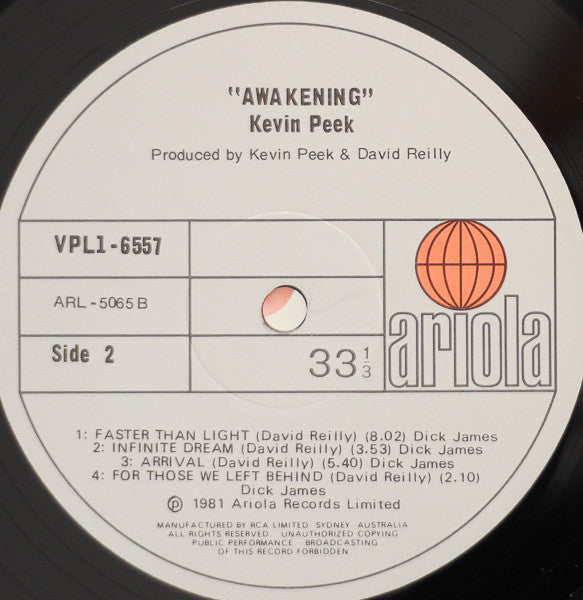 "AWAKENING"
Kevin Peek
Produced by Kevin Peek & David Reilly
VPL1-6557
ARL-5065 B
Side 2
33 1/3
ariola
1: FASTER THAN LIGHT (David Reilly) (8.02) Dick James
2: INFINITE DREAM (David Reilly) (3.53) Dick James
3: ARRIVAL (David Reilly) (5.40) Dick James
4: FOR THOSE WE LEFT BEHIND (David Reilly) (2.10)
Dick James
℗ 1981 Ariola Records Limited
MANUFACTURED BY RCA LIMITED SYDNEY, AUSTRALIA
ALL RIGHTS RESERVED. UNAUTHORIZED COPYING
PUBLIC PERFORMANCE. BROADCASTING
OF THIS RECORD FORBIDDEN